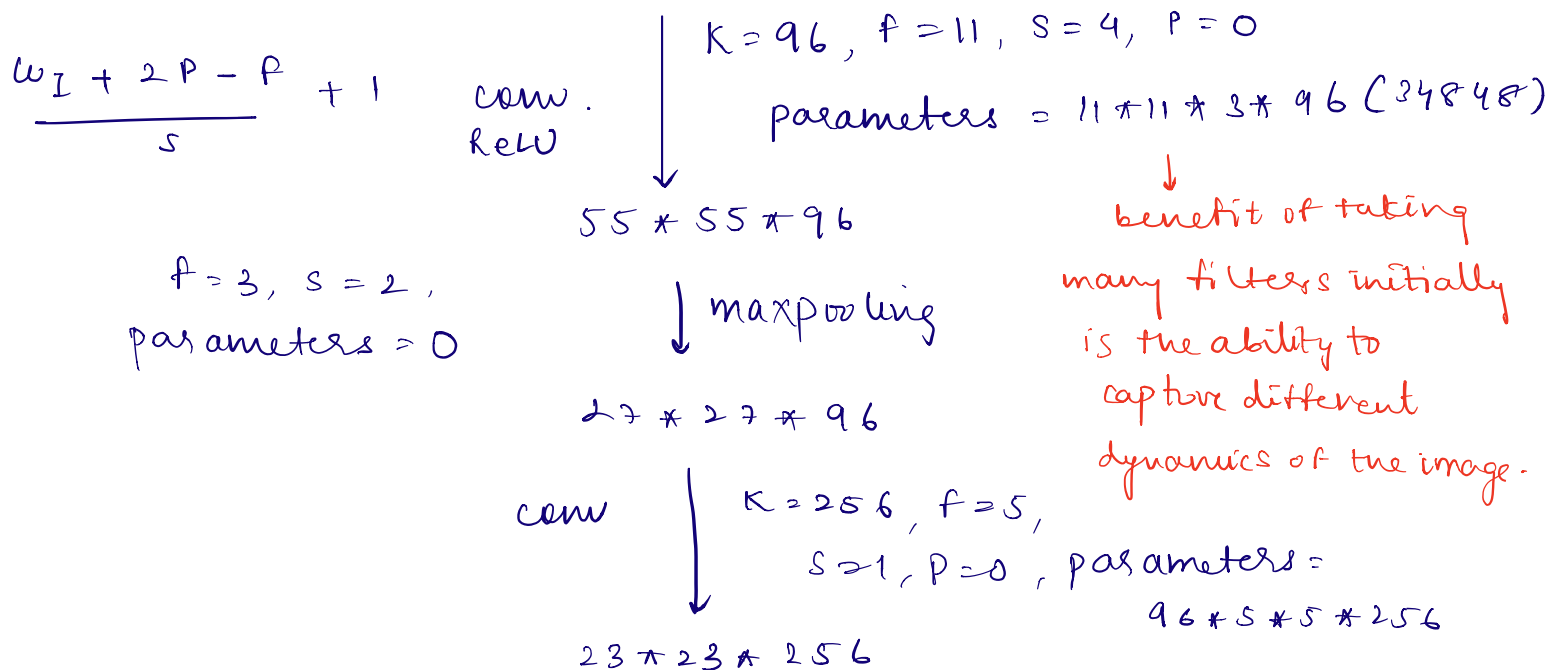 K = 96, f = 11, S = 4, P = 0
WI + 2P - f
S
+ 1
conv.
ReLU
parameters = 11 * 11 * 3 * 96 (34848)
↓
55 * 55 * 96
benefit of taking
many filters initially
is the ability to
capture different
dynamics of the image.
f = 3, S = 2,
parameters = 0
maxpooling
27 * 27 * 96
conv
K = 256, f = 5,
S = 1, P = 0, parameters =
96 * 5 * 5 * 256
23 * 23 * 256